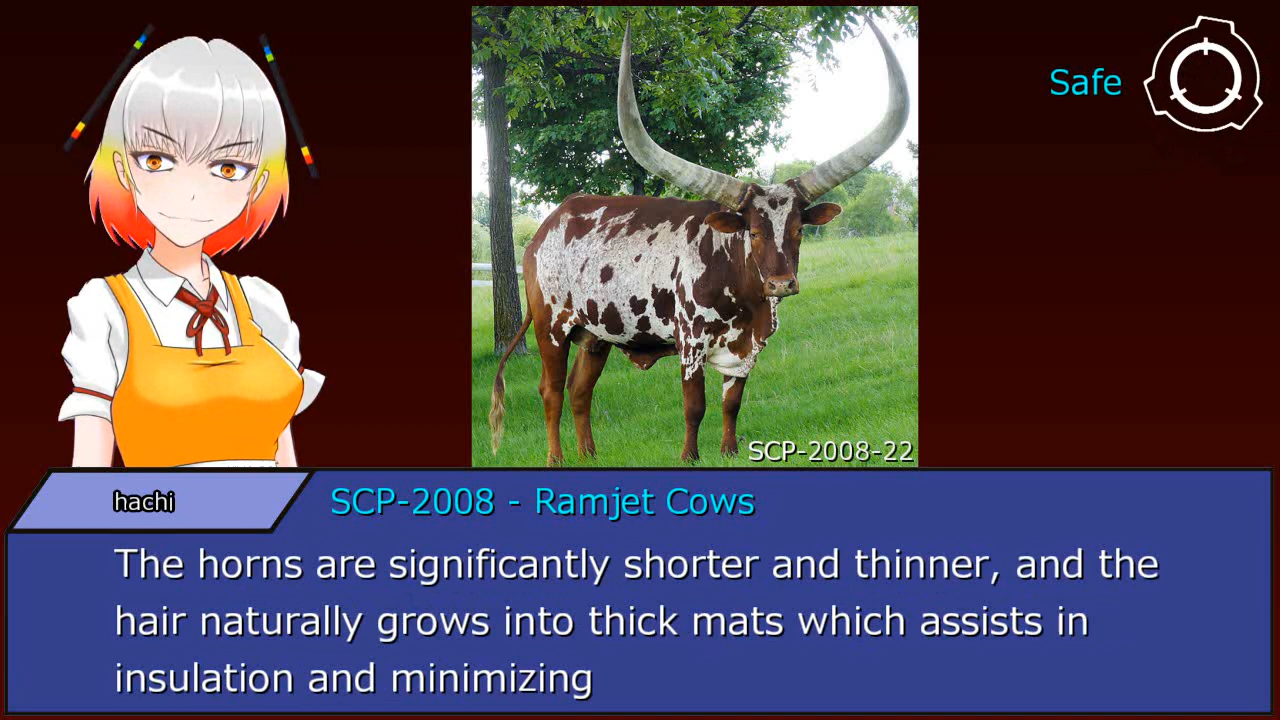 Safe
SCP-2008-22
hachi
SCP-2008 - Ramjet Cows
The horns are significantly shorter and thinner, and the
hair naturally grows into thick mats which assists in
insulation and minimizing